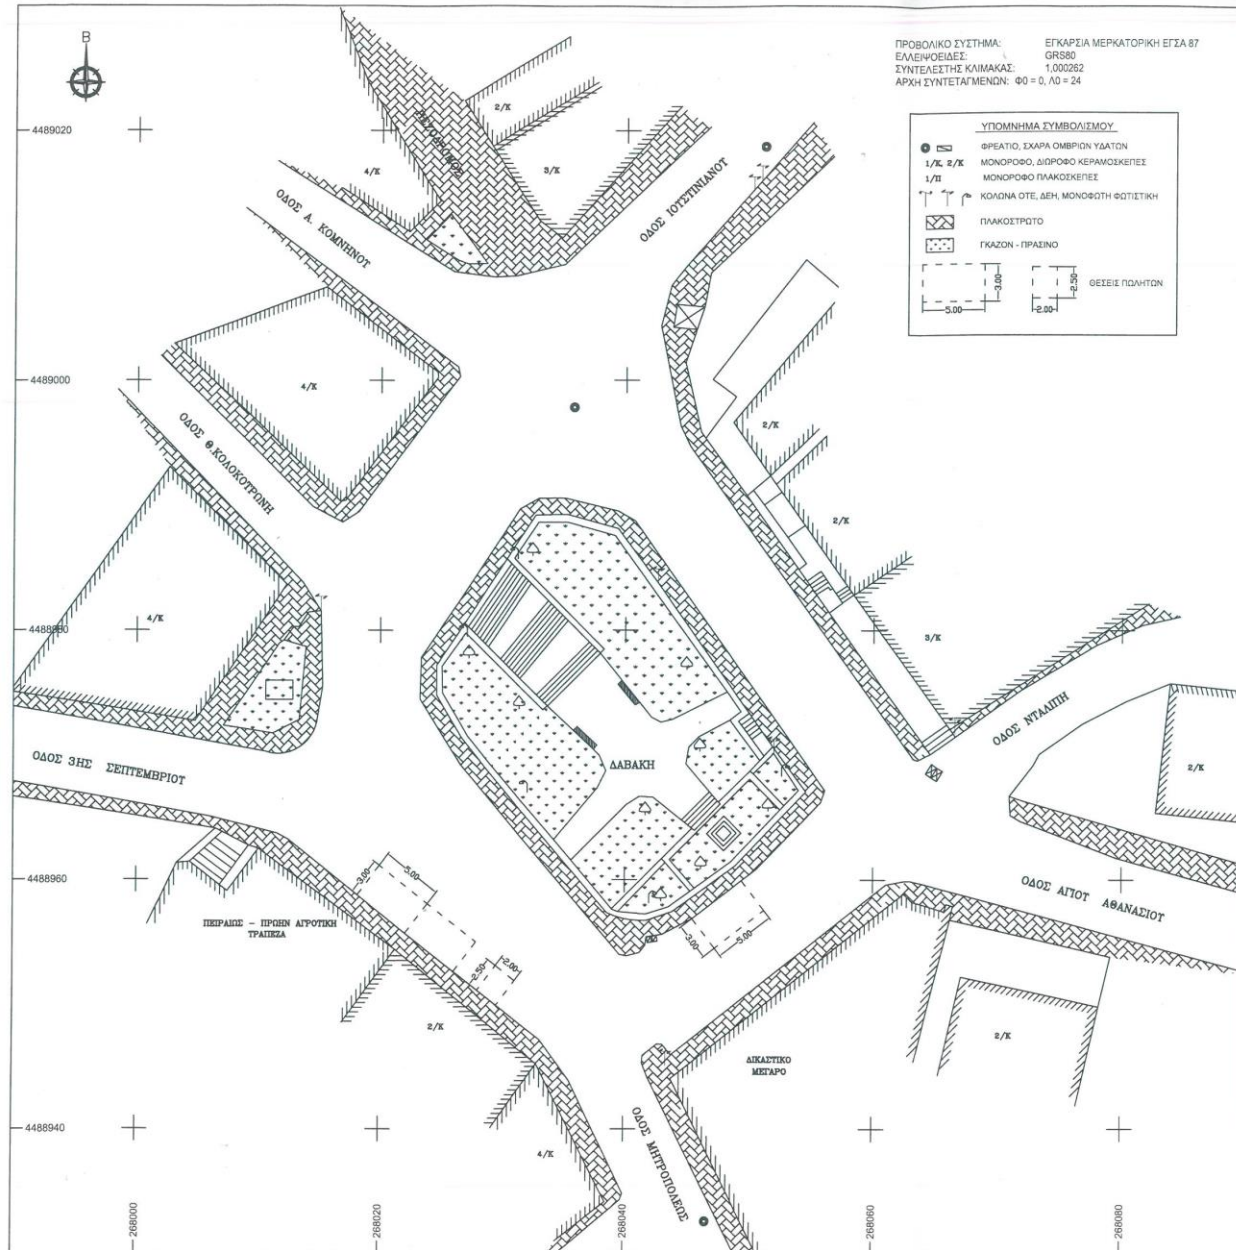 Β
ΠΡΟΒΟΛΙΚΟ ΣΥΣΤΗΜΑ: ΕΓΚΑΡΣΙΑ ΜΕΡΚΑΤΟΡΙΚΗ ΕΓΣΑ 87
ΕΛΛΕΙΨΟΕΙΔΕΣ: GRS80
ΣΥΝΤΕΛΕΣΤΗΣ ΚΛΙΜΑΚΑΣ: 1,000262
ΑΡΧΗ ΣΥΝΤΕΤΑΓΜΕΝΩΝ: Φ0 = 0, Λ0 = 24
ΥΠΟΜΝΗΜΑ ΣΥΜΒΟΛΙΣΜΟΥ
ΦΡΕΑΤΙΟ, ΣΧΑΡΑ ΟΜΒΡΙΩΝ ΥΔΑΤΩΝ
1/Κ, 2/Κ ΜΟΝΟΡΟΦΟ, ΔΙΩΡΟΦΟ ΚΕΡΑΜΟΣΚΕΠΕΣ
1/Π ΜΟΝΟΡΟΦΟ ΠΛΑΚΟΣΚΕΠΕΣ
ΚΟΛΩΝΑ ΟΤΕ, ΔΕΗ, ΜΟΝΟΦΩΤΗ ΦΩΤΙΣΤΙΚΗ
ΠΛΑΚΟΣΤΡΩΤΟ
ΓΚΑΖΟΝ - ΠΡΑΣΙΝΟ
3.00
5.00
2.50
2.00
ΘΕΣΕΙΣ ΠΩΛΗΤΩΝ
4489020
2/Κ
ΠΕΖΟΔΡΟΜΟΣ
4/Κ
3/Κ
ΟΔΟΣ Α. ΚΟΜΝΗΝΟΥ
ΟΔΟΣ ΙΟΥΣΤΙΝΙΑΝΟΥ
4489000
4/Κ
ΟΔΟΣ Θ.ΚΟΛΟΚΟΤΡΩΝΗ
2/Κ
2/Κ
4488980
4/Κ
3/Κ
ΟΔΟΣ ΝΤΑΛΙΠΗ
ΟΔΟΣ 3ΗΣ ΣΕΠΤΕΜΒΡΙΟΥ
ΔΑΒΑΚΗ
2/Κ
4488960
3.00
5.00
ΟΔΟΣ ΑΓΙΟΥ ΑΘΑΝΑΣΙΟΥ
ΠΕΙΡΑΙΩΣ - ΠΡΩΗΝ ΑΓΡΟΤΙΚΗ
ΤΡΑΠΕΖΑ
3.00
5.00
2.50
2.00
2/Κ
2/Κ
ΔΙΚΑΣΤΙΚΟ
ΜΕΓΑΡΟ
4488940
4/Κ
ΟΔΟΣ ΜΗΤΡΟΠΟΛΕΩΣ
268000
268020
268040
268060
268080